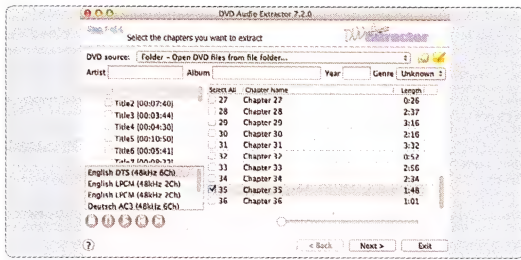 DVD Audio Extractor 7.2.0
Page 1 of 4
Select the chapters you want to extract
DVD source: Folder - Open DVD files from file folder...
Artist Album Year Genre Unknown
Title2 [00:07:40]
Title3 [00:03:44]
Title4 [00:04:30]
Title5 [00:10:50]
Title6 [00:05:41]
English DTS (48kHz 6Ch)
English LPCM (48kHz 2Ch)
English LPCM (48kHz 2Ch)
Deutsch AC3 (48kHz 6Ch)
Select All Chapter Name Length
27 Chapter 27 0:26
28 Chapter 28 2:37
29 Chapter 29 3:16
30 Chapter 30 2:16
31 Chapter 31 3:32
32 Chapter 32 0:52
33 Chapter 33 2:56
34 Chapter 34 2:34
35 Chapter 35 1:48
36 Chapter 36 1:01
? < Back Next > Exit